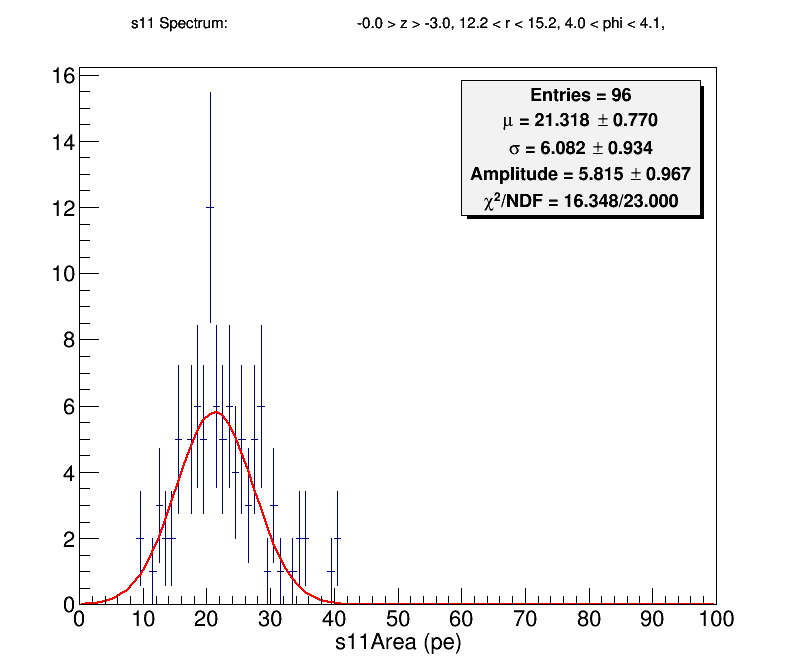 s11 Spectrum: -0.0 > z > -3.0, 12.2 < r < 15.2, 4.0 < phi < 4.1,
Entries = 96
μ = 21.318 ± 0.770
σ = 6.082 ± 0.934
Amplitude = 5.815 ± 0.967
χ²/NDF = 16.348/23.000
16
14
12
10
8
6
4
2
0
0 10 20 30 40 50 60 70 80 90 100
s11Area (pe)